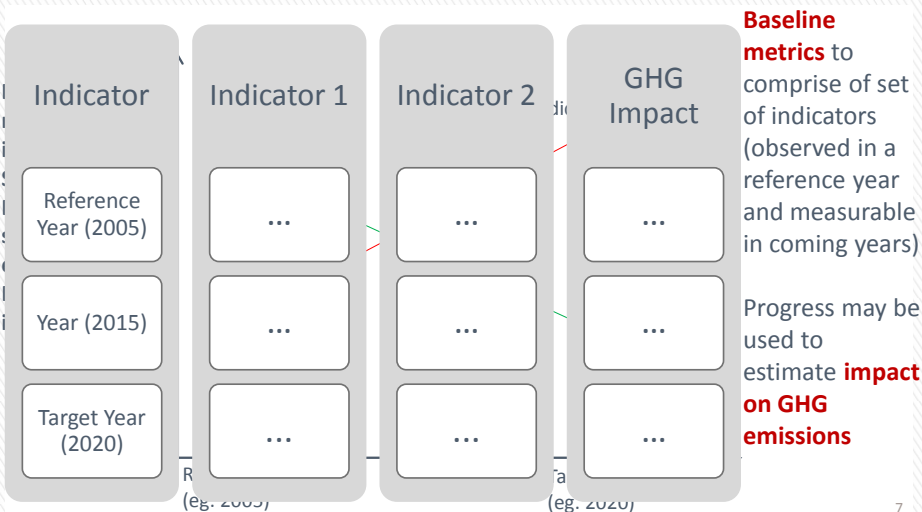 Indicator
Reference
Year (2005)
Year (2015)
Target Year
(2020)
Indicator 1
...
...
...
Indicator 2
...
...
...
GHG
Impact
...
...
...
Baseline
metrics to
comprise of set
of indicators
(observed in a
reference year
and measurable
in coming years)
Progress may be
used to
estimate impact
on GHG
emissions
(eg. 2005)
(eg. 2020)
7